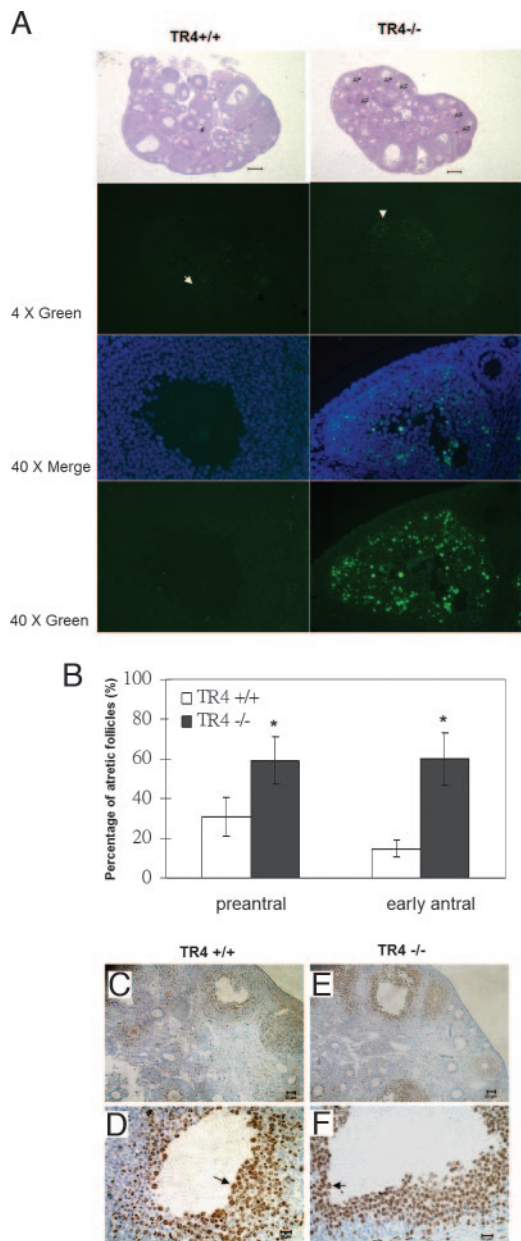 A
TR4+/+ TR4-/-
4 X Green
40 X Merge
40 X Green
B
Percentage of atretic follicles (%)
100
80
60
40
20
0
TR4 +/+
TR4 -/-
*
*
preantral early antral
TR4 +/+ TR4 -/-
C
E
D
F